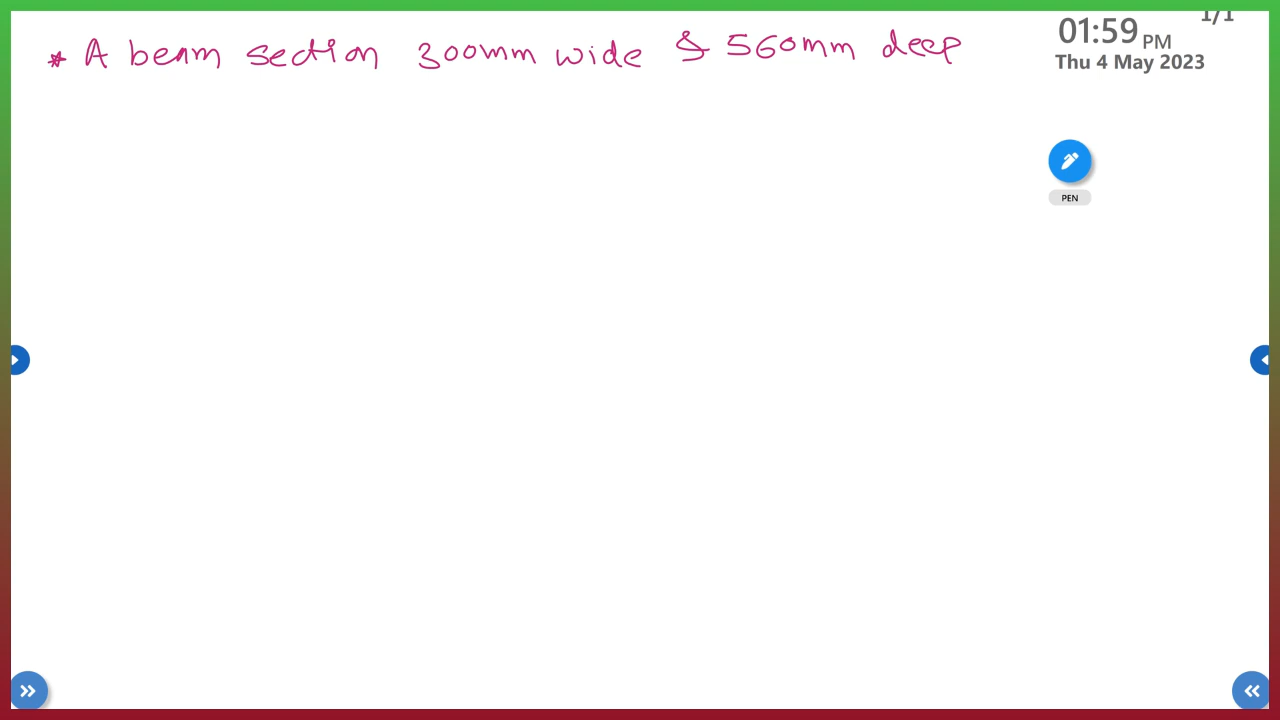 * A beam section 300mm wide & 560mm deep
1/1
01:59 PM
Thu 4 May 2023
PEN